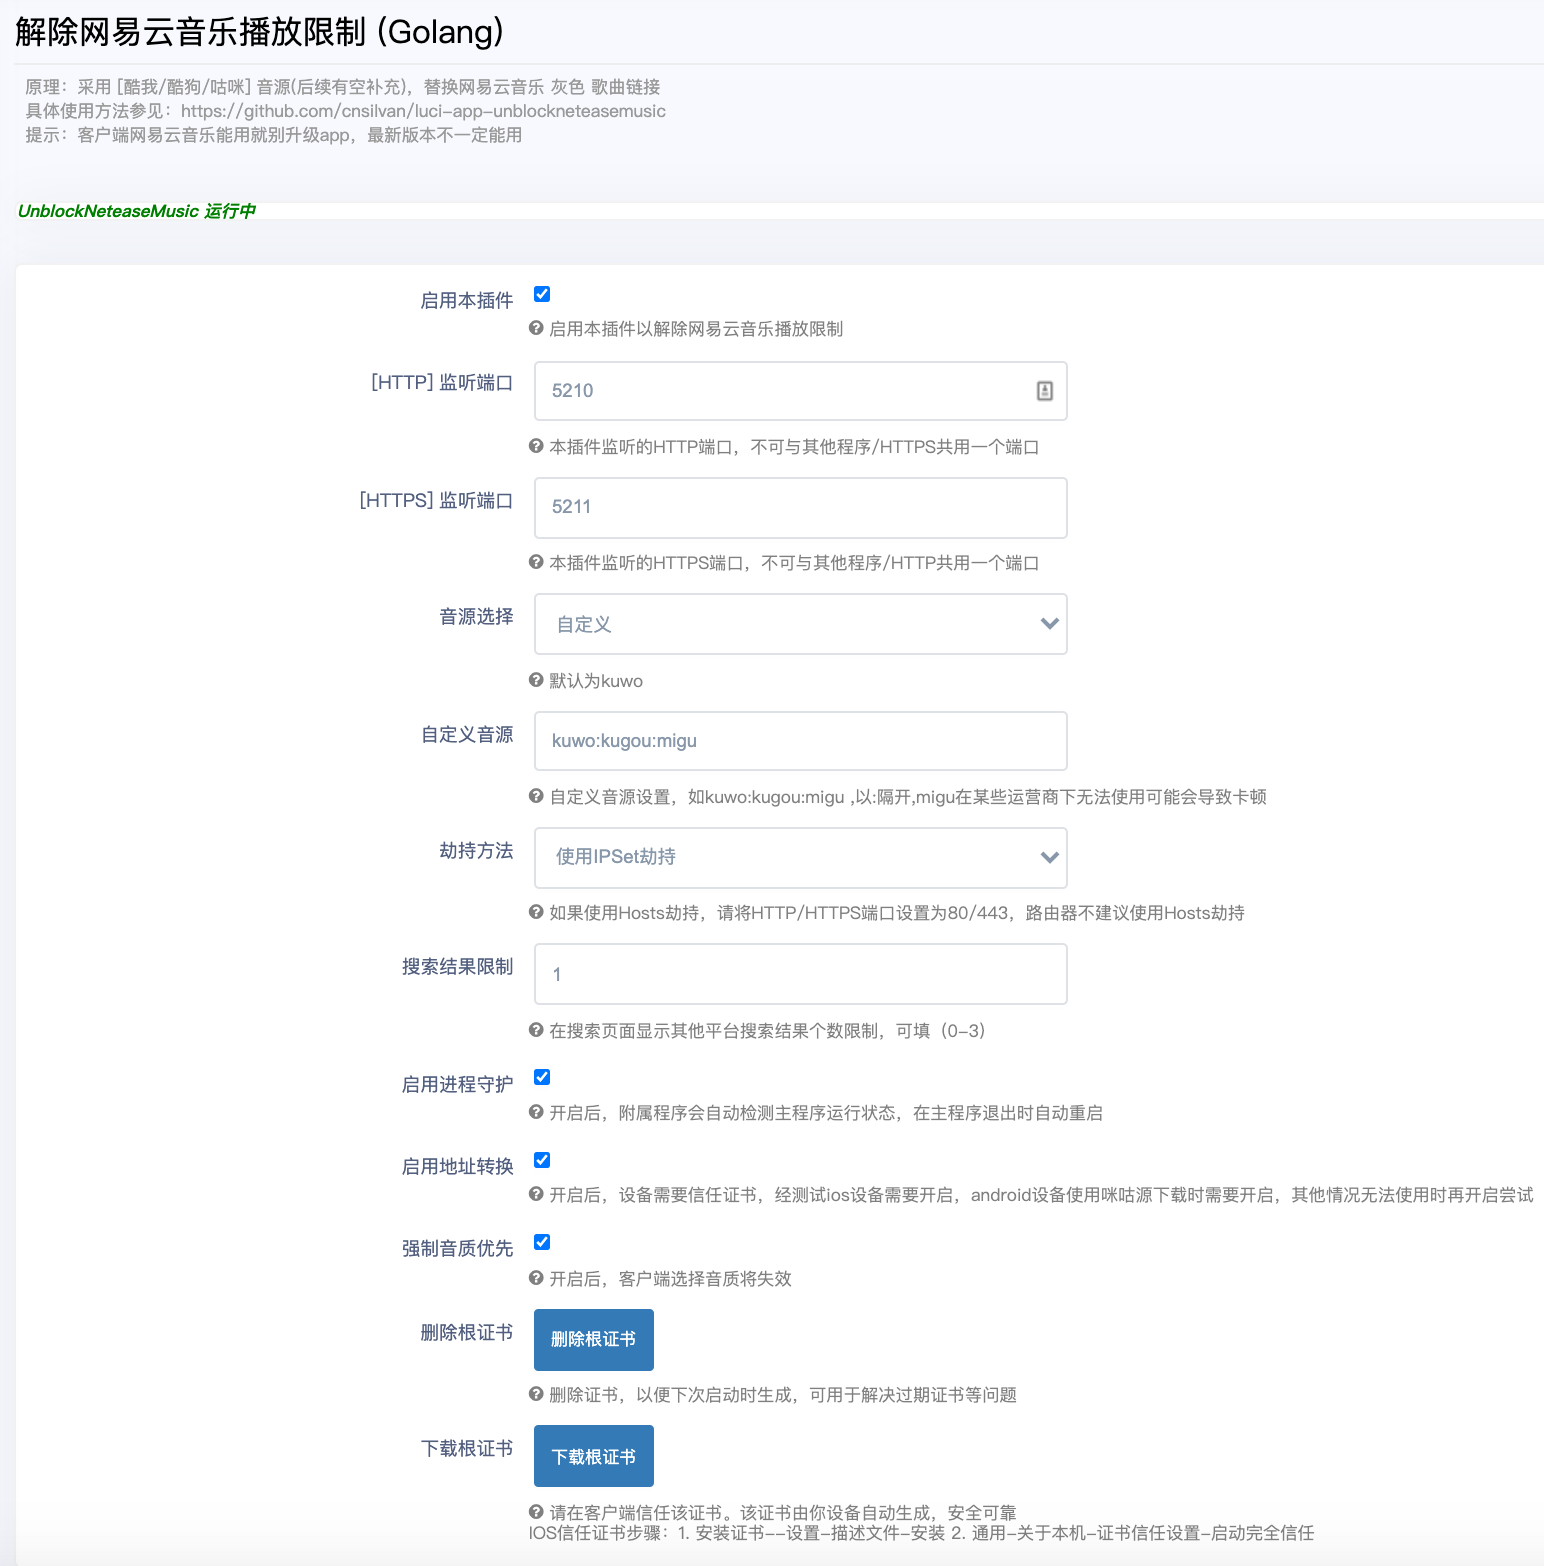 解除网易云音乐播放限制 (Golang)
原理：采用 [酷我/酷狗/咕咪] 音源(后续有空补充)，替换网易云音乐 灰色 歌曲链接
具体使用方法参见：https://github.com/cnsilvan/luci-app-unblockneteasemusic
提示：客户端网易云音乐能用就别升级app，最新版本不一定能用
UnblockNeteaseMusic 运行中
启用本插件
启用本插件以解除网易云音乐播放限制
[HTTP] 监听端口
5210
本插件监听的HTTP端口，不可与其他程序/HTTPS共用一个端口
[HTTPS] 监听端口
5211
本插件监听的HTTPS端口，不可与其他程序/HTTP共用一个端口
音源选择
自定义
默认为kuwo
自定义音源
kuwo:kugou:migu
自定义音源设置，如kuwo:kugou:migu ,以:隔开,migu在某些运营商下无法使用可能会导致卡顿
劫持方法
使用IPSet劫持
如果使用Hosts劫持，请将HTTP/HTTPS端口设置为80/443，路由器不建议使用Hosts劫持
搜索结果限制
1
在搜索页面显示其他平台搜索结果个数限制，可填（0-3）
启用进程守护
开启后，附属程序会自动检测主程序运行状态，在主程序退出时自动重启
启用地址转换
开启后，设备需要信任证书，经测试ios设备需要开启，android设备使用咪咕源下载时需要开启，其他情况无法使用时再开启尝试
强制音质优先
开启后，客户端选择音质将失效
删除根证书
删除根证书
删除证书，以便下次启动时生成，可用于解决过期证书等问题
下载根证书
下载根证书
请在客户端信任该证书。该证书由你设备自动生成，安全可靠
IOS信任证书步骤：1. 安装证书--设置-描述文件-安装 2. 通用-关于本机-证书信任设置-启动完全信任